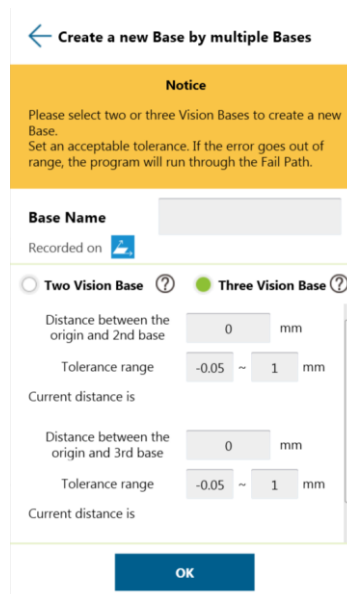 Create a new Base by multiple Bases
Notice
Please select two or three Vision Bases to create a new
Base.
Set an acceptable tolerance. If the error goes out of
range, the program will run through the Fail Path.
Base Name
Recorded on
Two Vision Base ? Three Vision Base ?
Distance between the
origin and 2nd base
0 mm
Tolerance range -0.05 ~ 1 mm
Current distance is
Distance between the
origin and 3rd base
0 mm
Tolerance range -0.05 ~ 1 mm
Current distance is
OK